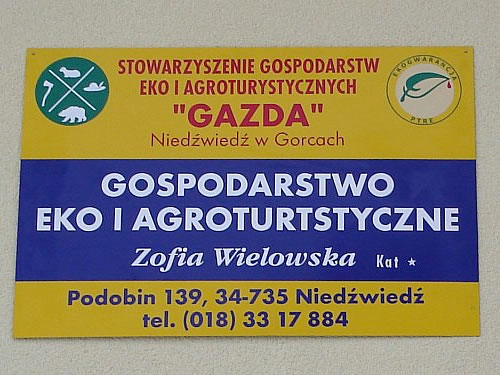 STOWARZYSZENIE GOSPODARSTW
EKO I AGROTURYSTYCZNYCH
"GAZDA"
Niedźwiedź w Gorcach
EKOGWARANCJA
PTRE
GOSPODARSTWO
EKO I AGROTURTSTYCZNE
Zofia Wielowska Kat ★
Podobin 139, 34-735 Niedźwiedź
tel. (018) 33 17 884